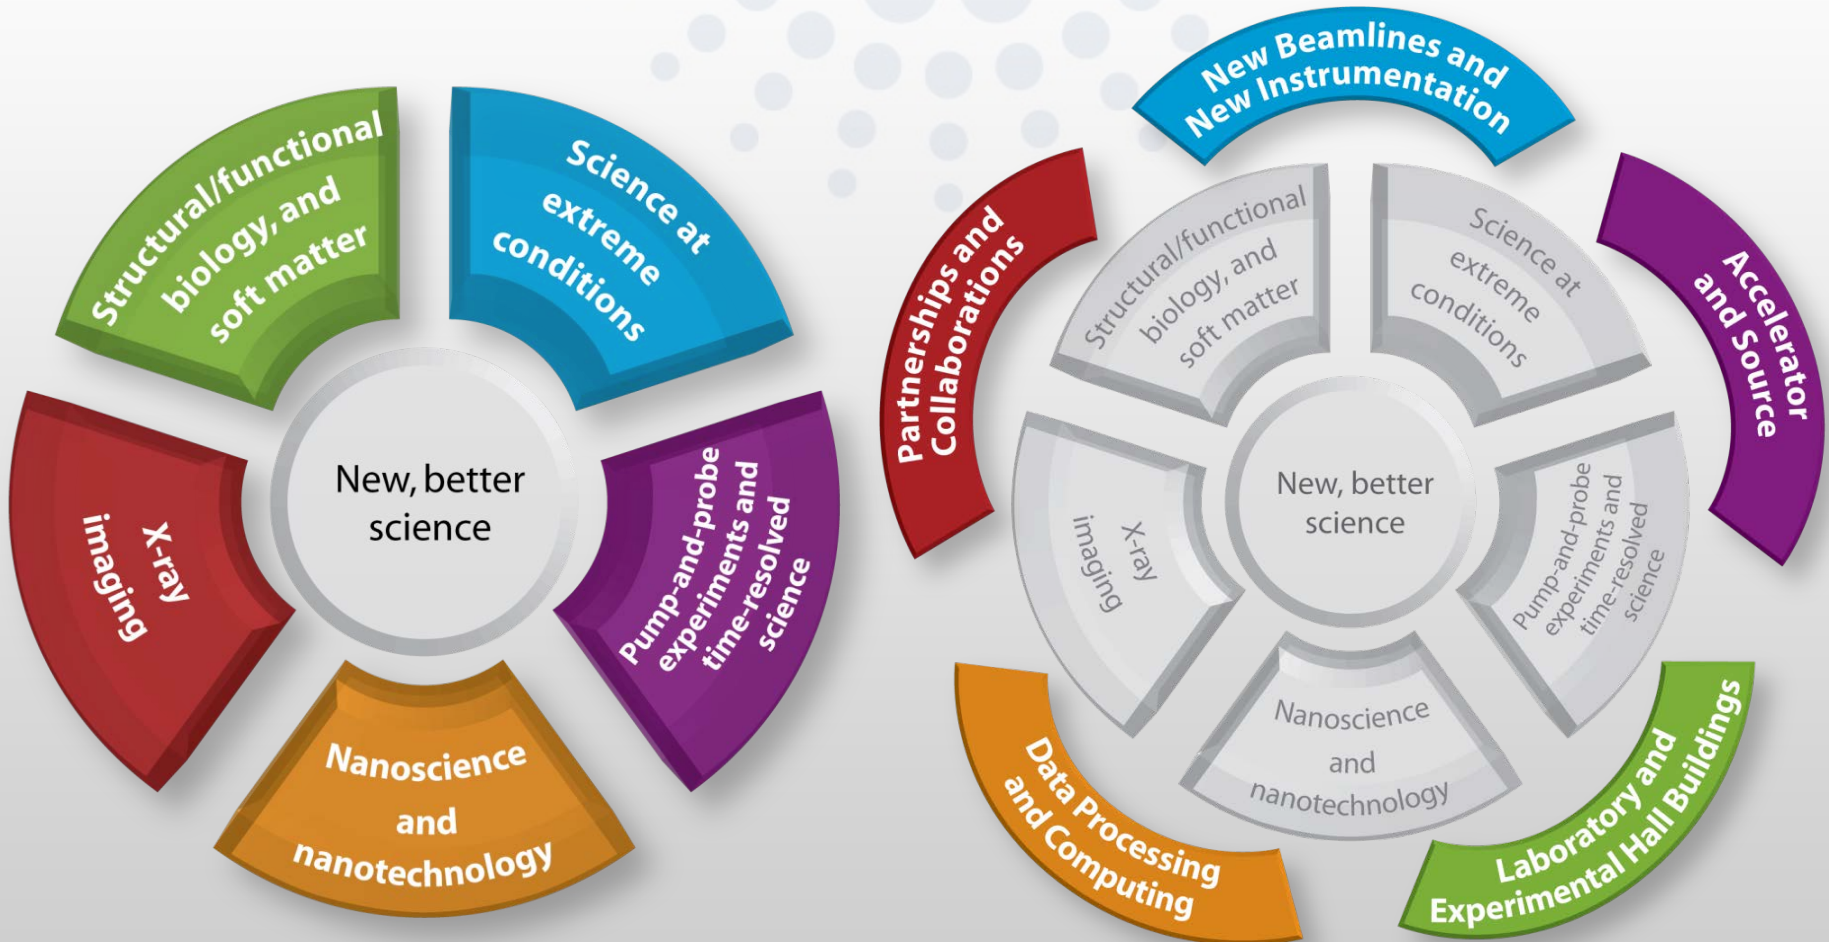 Structural/functional
biology, and
soft matter
Science at
extreme
conditions
X-ray
imaging
New, better
science
Pump-and-probe
experiments and
time-resolved
science
Nanoscience
and
nanotechnology
New Beamlines and
New Instrumentation
Partnerships and
Collaborations
Accelerator
and Source
Structural/functional
biology, and
soft matter
Science at
extreme
conditions
X-ray
imaging
New, better
science
Pump-and-probe
experiments and
time-resolved
science
Nanoscience
and
nanotechnology
Data Processing
and Computing
Laboratory and
Experimental Hall Buildings